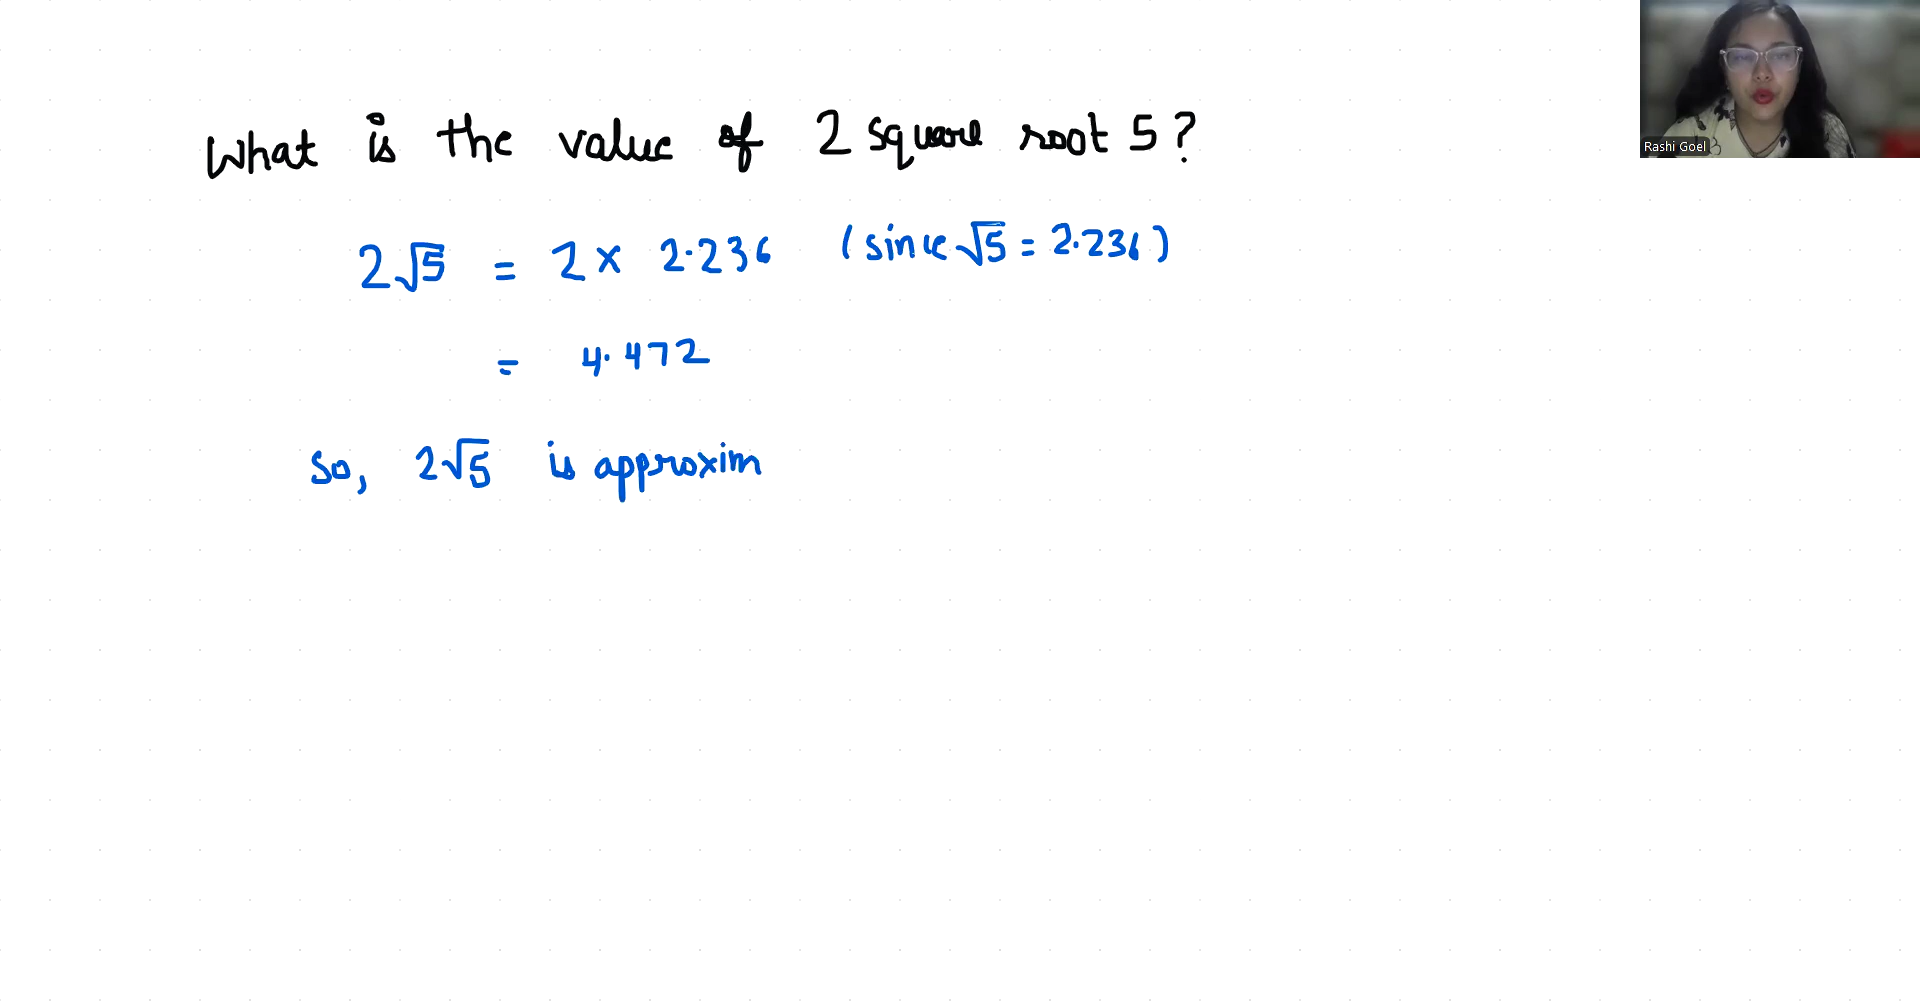 What is the value of 2 square root 5?
2√5 = 2 × 2.236 (since √5 = 2.236)
= 4.472
So, 2√5 is approxim
Rashi Goel